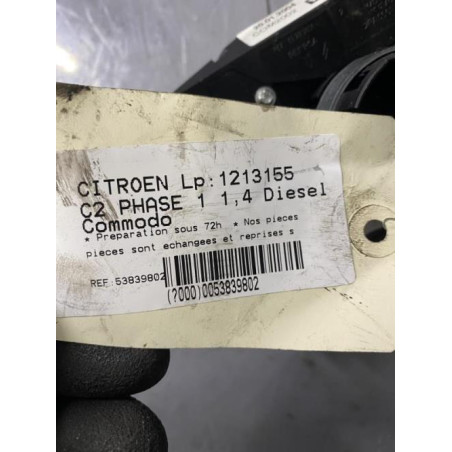 CITROEN Lp:1213155
C2 PHASE 1 1,4 Diesel
Commodo
* Preparation sous 72h * Nos pieces
pieces sont echangees et reprises s
REF:53839802
(?000)0053839802